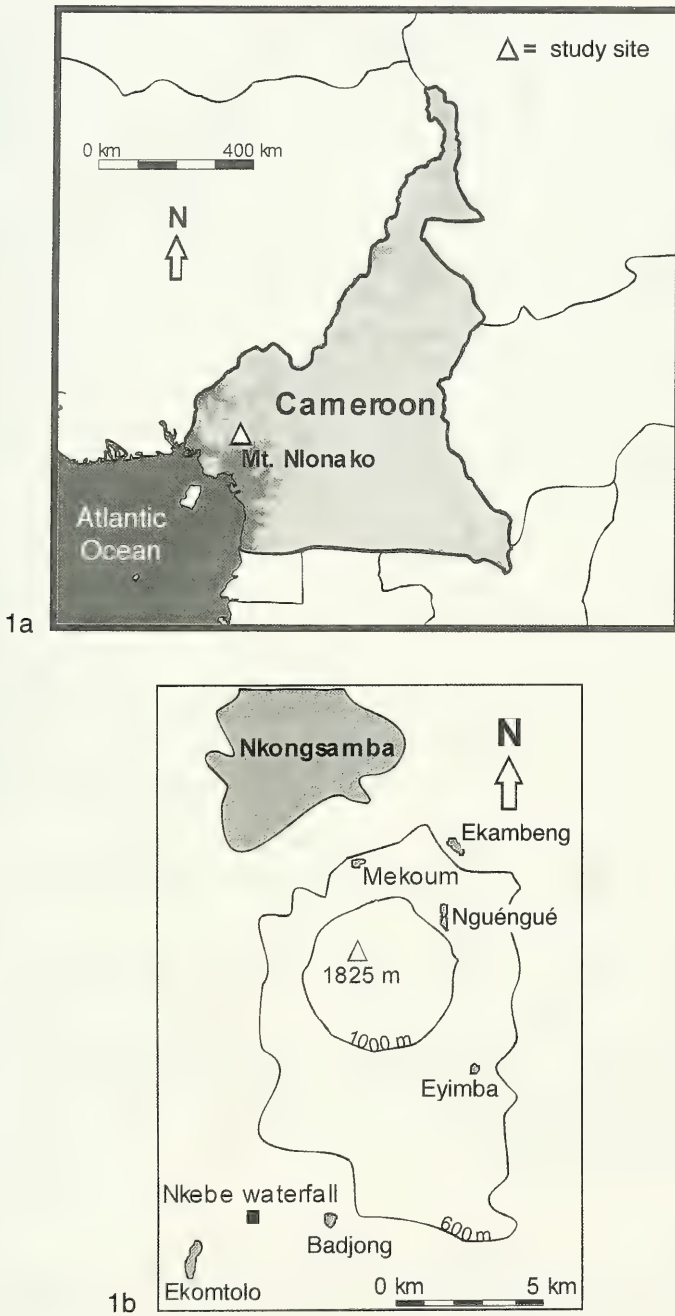 △ = study site
0 km 400 km
N
Cameroon
Mt. Nlonako
Atlantic
Ocean
1a
Nkongsamba
N
Ekambeng
Mekoum
Nguéngué
1825 m
1000 m
Eyimba
Nkebe waterfall
600 m
Badjong
Ekomtolo
0 km 5 km
1b